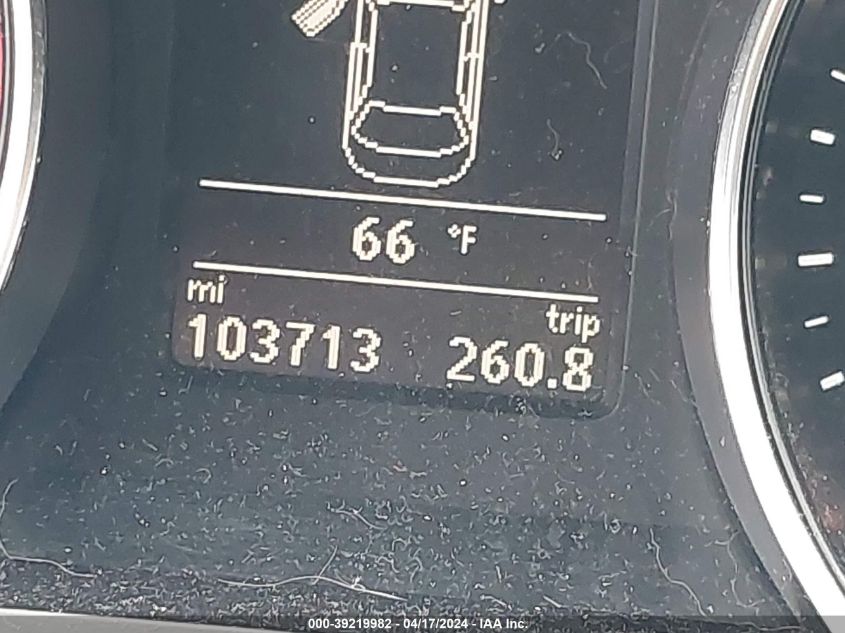 66 °F
mi
trip
103713 260.8
000-39219982 - 04/17/2024 - IAA Inc.